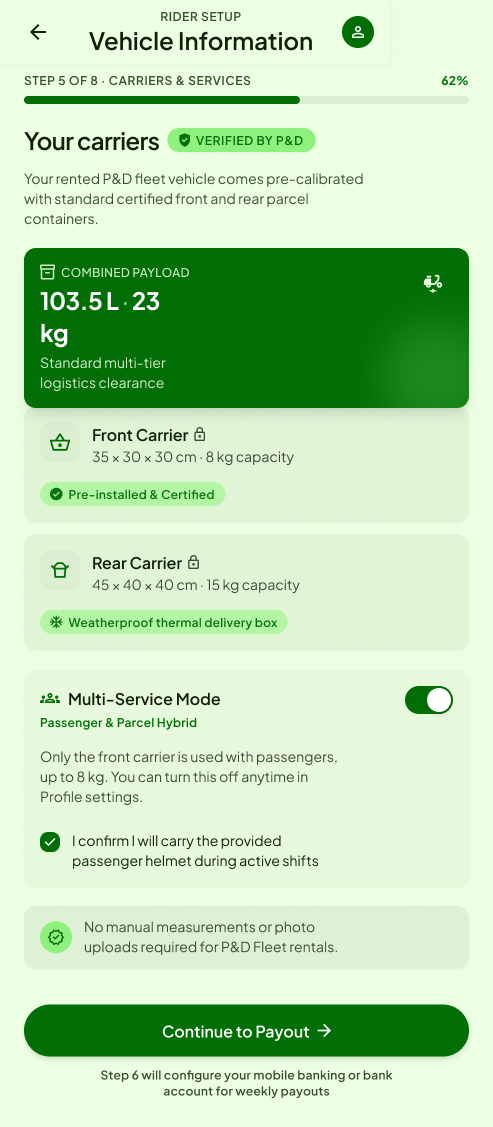 RIDER SETUP
Vehicle Information
STEP 5 OF 8 · CARRIERS & SERVICES
62%
Your carriers
VERIFIED BY P&D
Your rented P&D fleet vehicle comes pre-calibrated
with standard certified front and rear parcel
containers.
COMBINED PAYLOAD
103.5 L · 23
kg
Standard multi-tier
logistics clearance
Front Carrier
35 × 30 × 30 cm · 8 kg capacity
Pre-installed & Certified
Rear Carrier
45 × 40 × 40 cm · 15 kg capacity
Weatherproof thermal delivery box
Multi-Service Mode
Passenger & Parcel Hybrid
Only the front carrier is used with passengers,
up to 8 kg. You can turn this off anytime in
Profile settings.
I confirm I will carry the provided
passenger helmet during active shifts
No manual measurements or photo
uploads required for P&D Fleet rentals.
Continue to Payout →
Step 6 will configure your mobile banking or bank
account for weekly payouts